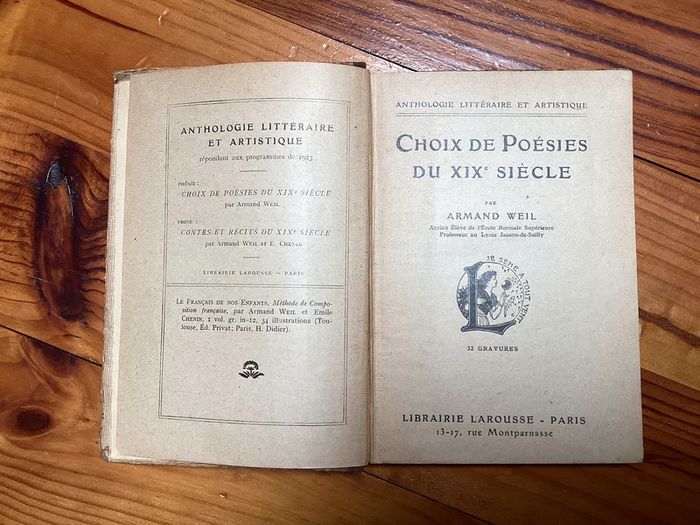 ANTHOLOGIE LITTÉRAIRE
ET ARTISTIQUE
répondant aux programmes de 1923
POÉSIE :
CHOIX DE POÉSIES DU XIXe SIÈCLE
par Armand WEIL
PROSE :
CONTES ET RÉCITS DU XIXe SIÈCLE
par Armand WEIL et E. CHENIN
LIBRAIRIE LAROUSSE — PARIS
LE FRANÇAIS DE NOS ENFANTS, Méthode de Compo-
sition française, par Armand WEIL et Emile
CHENIN, 1 vol. gr. in-12, 34 illustrations (Tou-
louse, Éd. Privat; Paris, H. Didier).
ANTHOLOGIE LITTÉRAIRE ET ARTISTIQUE
CHOIX DE POÉSIES
DU XIXe SIÈCLE
PAR
ARMAND WEIL
Ancien Élève de l'École Normale Supérieure
Professeur au Lycée Janson-de-Sailly
JE SÈME A TOUT VENT
L
32 GRAVURES
LIBRAIRIE LAROUSSE - PARIS
13-17, rue Montparnasse